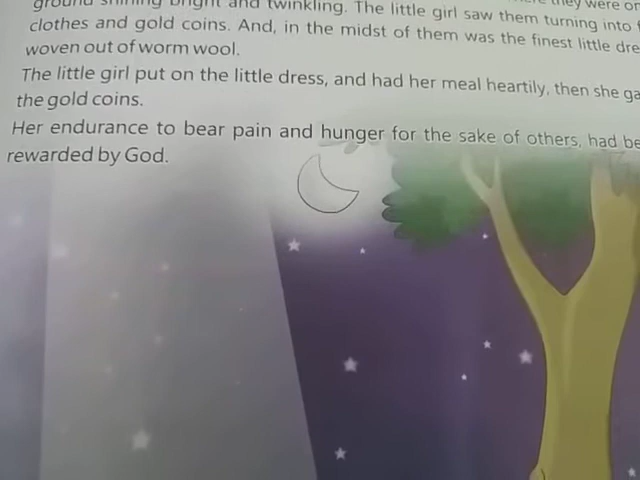 ground shining bright and twinkling. The little girl saw them turning into
clothes and gold coins. And, in the midst of them was the finest little
woven out of worm wool.
The little girl put on the little dress, and had her meal heartily, then she
the gold coins.
Her endurance to bear pain and hunger for the sake of others, had
rewarded by God.